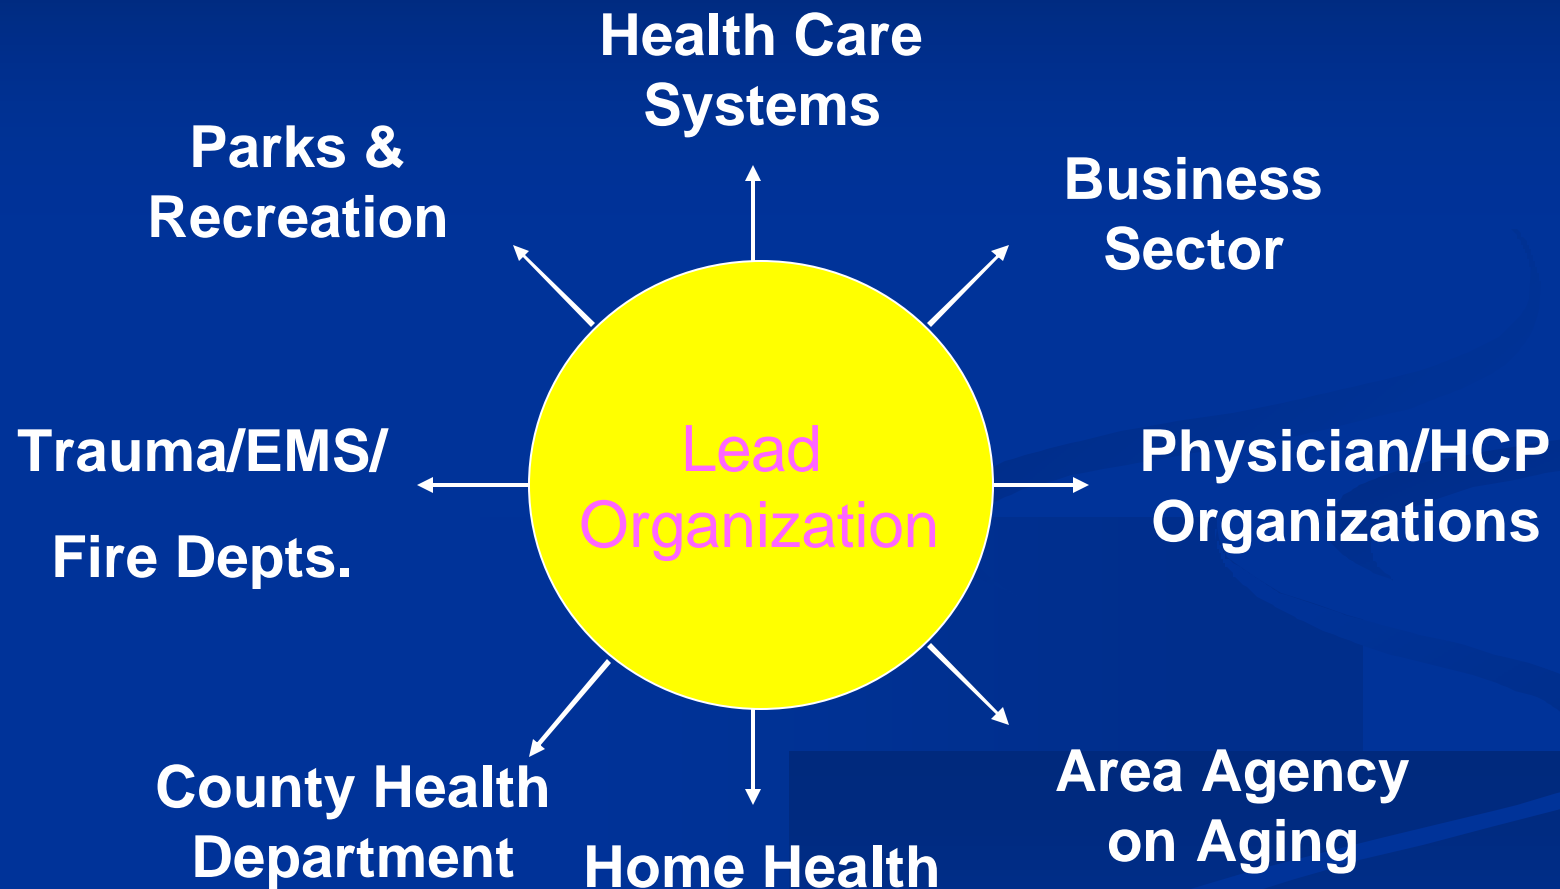 Health Care
Systems
Parks &
Recreation
Business
Sector
Trauma/EMS/
Fire Depts.
Lead
Organization
Physician/HCP
Organizations
County Health
Department
Home Health
Area Agency
on Aging